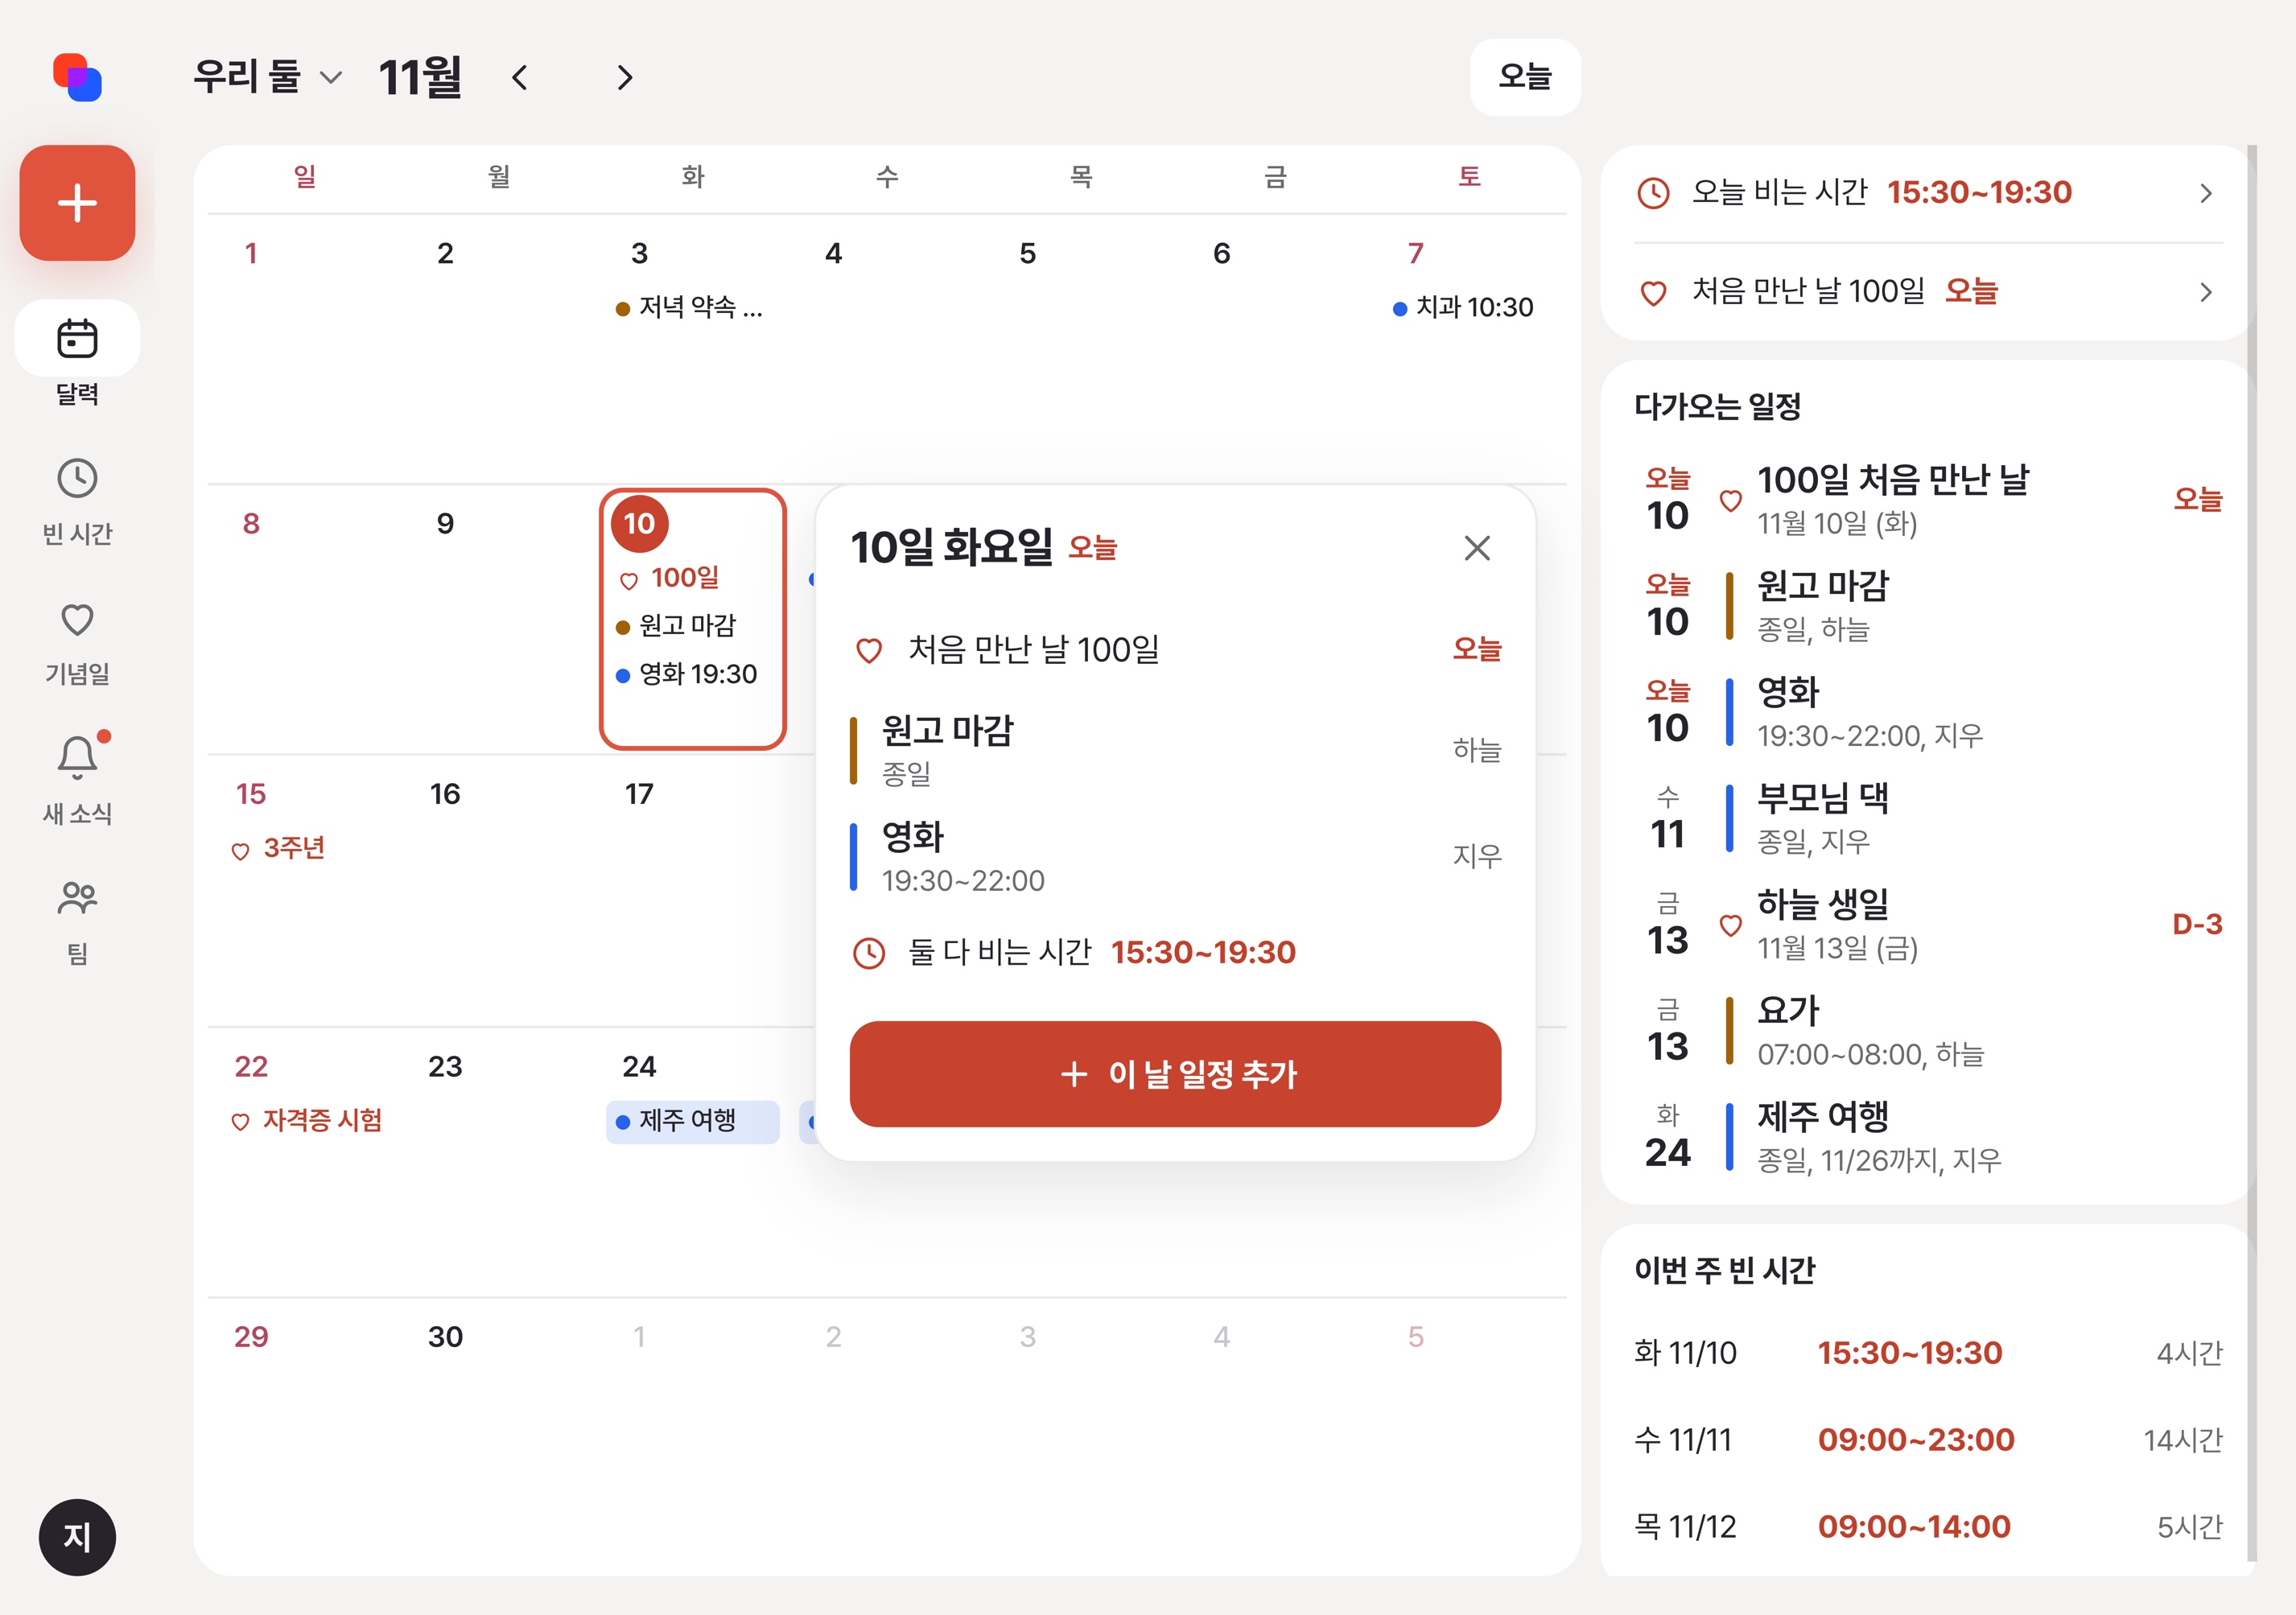 우리 둘 11월 오늘
달력
빈 시간
기념일
새 소식
팀
지
일 월 화 수 목 금 토
1 2 3 4 5 6 7
저녁 약속 ... 치과 10:30
8 9 10
100일
원고 마감
영화 19:30
15 16 17
3주년
22 23 24
자격증 시험 제주 여행
29 30 1 2 3 4 5
10일 화요일 오늘
처음 만난 날 100일 오늘
원고 마감
종일 하늘
영화
19:30~22:00 지우
둘 다 비는 시간 15:30~19:30
이 날 일정 추가
오늘 비는 시간 15:30~19:30
처음 만난 날 100일 오늘
다가오는 일정
오늘 10 100일 처음 만난 날 오늘
11월 10일 (화)
오늘 10 원고 마감
종일, 하늘
오늘 10 영화
19:30~22:00, 지우
수 11 부모님 댁
종일, 지우
금 13 하늘 생일 D-3
11월 13일 (금)
금 13 요가
07:00~08:00, 하늘
화 24 제주 여행
종일, 11/26까지, 지우
이번 주 빈 시간
화 11/10 15:30~19:30 4시간
수 11/11 09:00~23:00 14시간
목 11/12 09:00~14:00 5시간